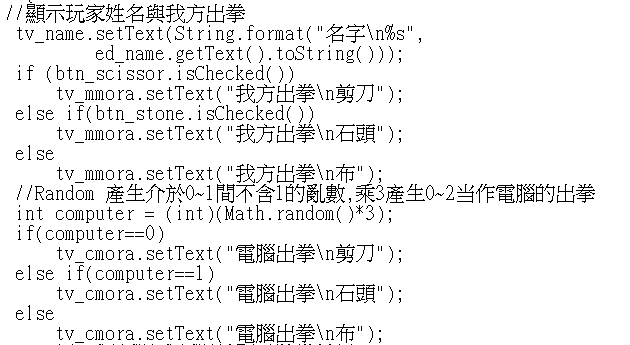 //顯示玩家姓名與我方出拳
tv_name.setText(String.format("名字\n%s",
ed_name.getText().toString()));
if (btn_scissor.isChecked())
tv_mmora.setText("我方出拳\n剪刀");
else if(btn_stone.isChecked())
tv_mmora.setText("我方出拳\n石頭");
else
tv_mmora.setText("我方出拳\n布");
//Random 產生介於0~1間不含1的亂數,乘3產生0~2当作電腦的出拳
int computer = (int)(Math.random()*3);
if(computer==0)
tv_cmora.setText("電腦出拳\n剪刀");
else if(computer==1)
tv_cmora.setText("電腦出拳\n石頭");
else
tv_cmora.setText("電腦出拳\n布");